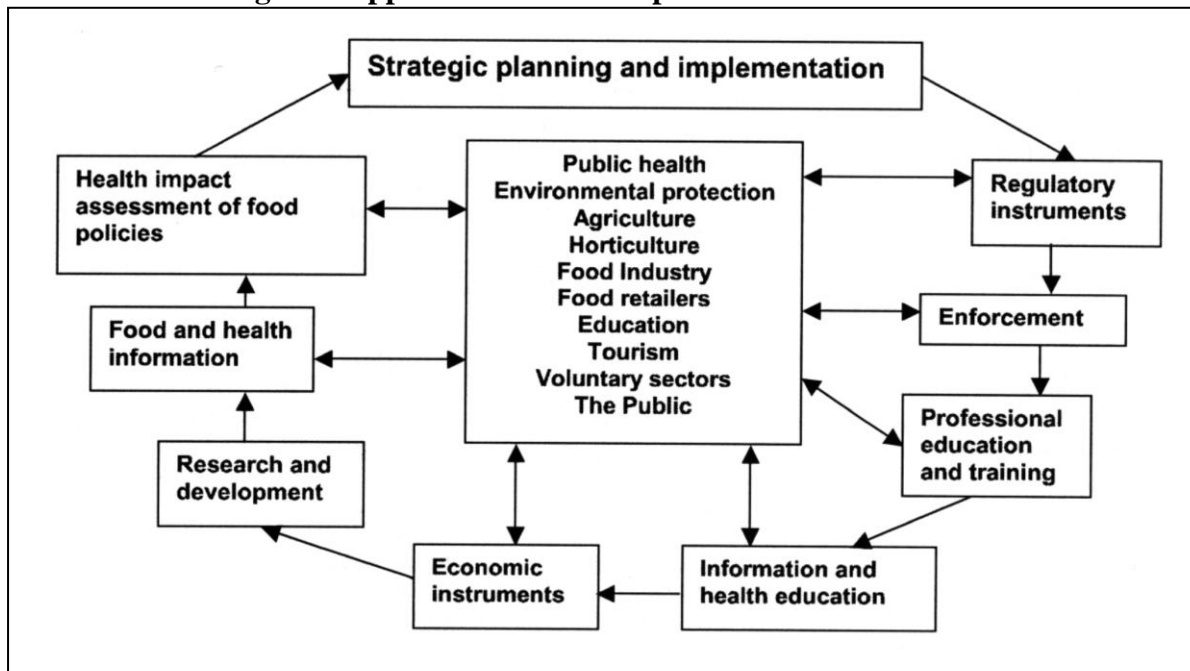 Strategic planning and implementation
Health impact
assessment of food
policies
Public health
Environmental protection
Agriculture
Horticulture
Food Industry
Food retailers
Education
Tourism
Voluntary sectors
The Public
Regulatory
instruments
Food and health
information
Enforcement
Research and
development
Professional
education
and training
Economic
instruments
Information and
health education